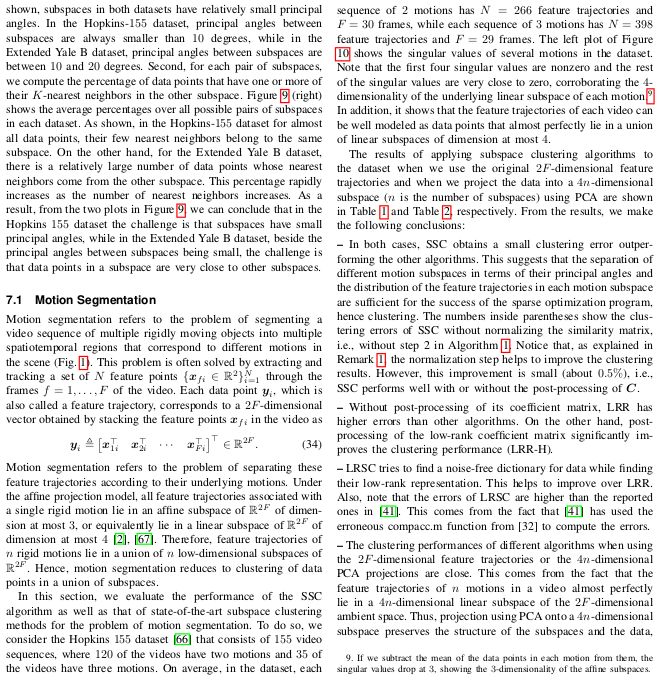 shown, subspaces in both datasets have relatively small principal
angles. In the Hopkins-155 dataset, principal angles between
subspaces are always smaller than 10 degrees, while in the
Extended Yale B dataset, principal angles between subspaces are
between 10 and 20 degrees. Second, for each pair of subspaces,
we compute the percentage of data points that have one or more of
their K-nearest neighbors in the other subspace. Figure 9 (right)
shows the average percentages over all possible pairs of subspaces
in each dataset. As shown, in the Hopkins-155 dataset for almost
all data points, their few nearest neighbors belong to the same
subspace. On the other hand, for the Extended Yale B dataset,
there is a relatively large number of data points whose nearest
neighbors come from the other subspace. This percentage rapidly
increases as the number of nearest neighbors increases. As a
result, from the two plots in Figure 9, we can conclude that in the
Hopkins 155 dataset the challenge is that subspaces have small
principal angles, while in the Extended Yale B dataset, beside the
principal angles between subspaces being small, the challenge is
that data points in a subspace are very close to other subspaces.
7.1 Motion Segmentation
Motion segmentation refers to the problem of segmenting a
video sequence of multiple rigidly moving objects into multiple
spatiotemporal regions that correspond to different motions in
the scene (Fig. 1). This problem is often solved by extracting and
tracking a set of N feature points {x_{fi} ∈ ℝ²}_{i=1}^N through the
frames f = 1, . . . , F of the video. Each data point y_i, which is
also called a feature trajectory, corresponds to a 2F-dimensional
vector obtained by stacking the feature points x_{fi} in the video as
y_i ≜ [x_{1i}^⊤ x_{2i}^⊤ ··· x_{Fi}^⊤]^⊤ ∈ ℝ^{2F}. (34)
Motion segmentation refers to the problem of separating these
feature trajectories according to their underlying motions. Under
the affine projection model, all feature trajectories associated with
a single rigid motion lie in an affine subspace of ℝ^{2F} of dimen-
sion at most 3, or equivalently lie in a linear subspace of ℝ^{2F} of
dimension at most 4 [2], [67]. Therefore, feature trajectories of
n rigid motions lie in a union of n low-dimensional subspaces of
ℝ^{2F}. Hence, motion segmentation reduces to clustering of data
points in a union of subspaces.
In this section, we evaluate the performance of the SSC
algorithm as well as that of state-of-the-art subspace clustering
methods for the problem of motion segmentation. To do so, we
consider the Hopkins 155 dataset [66] that consists of 155 video
sequences, where 120 of the videos have two motions and 35 of
the videos have three motions. On average, in the dataset, each
sequence of 2 motions has N = 266 feature trajectories and
F = 30 frames, while each sequence of 3 motions has N = 398
feature trajectories and F = 29 frames. The left plot of Figure
10 shows the singular values of several motions in the dataset.
Note that the first four singular values are nonzero and the rest
of the singular values are very close to zero, corroborating the 4-
dimensionality of the underlying linear subspace of each motion.⁹
In addition, it shows that the feature trajectories of each video can
be well modeled as data points that almost perfectly lie in a union
of linear subspaces of dimension at most 4.
The results of applying subspace clustering algorithms to
the dataset when we use the original 2F-dimensional feature
trajectories and when we project the data into a 4n-dimensional
subspace (n is the number of subspaces) using PCA are shown
in Table 1 and Table 2, respectively. From the results, we make
the following conclusions:
– In both cases, SSC obtains a small clustering error outper-
forming the other algorithms. This suggests that the separation of
different motion subspaces in terms of their principal angles and
the distribution of the feature trajectories in each motion subspace
are sufficient for the success of the sparse optimization program,
hence clustering. The numbers inside parentheses show the clus-
tering errors of SSC without normalizing the similarity matrix,
i.e., without step 2 in Algorithm 1. Notice that, as explained in
Remark 1, the normalization step helps to improve the clustering
results. However, this improvement is small (about 0.5%), i.e.,
SSC performs well with or without the post-processing of C.
– Without post-processing of its coefficient matrix, LRR has
higher errors than other algorithms. On the other hand, post-
processing of the low-rank coefficient matrix significantly im-
proves the clustering performance (LRR-H).
– LRSC tries to find a noise-free dictionary for data while finding
their low-rank representation. This helps to improve over LRR.
Also, note that the errors of LRSC are higher than the reported
ones in [41]. This comes from the fact that [41] has used the
erroneous compacc.m function from [32] to compute the errors.
– The clustering performances of different algorithms when using
the 2F-dimensional feature trajectories or the 4n-dimensional
PCA projections are close. This comes from the fact that the
feature trajectories of n motions in a video almost perfectly
lie in a 4n-dimensional linear subspace of the 2F-dimensional
ambient space. Thus, projection using PCA onto a 4n-dimensional
subspace preserves the structure of the subspaces and the data,
9. If we subtract the mean of the data points in each motion from them, the
singular values drop at 3, showing the 3-dimensionality of the affine subspaces.